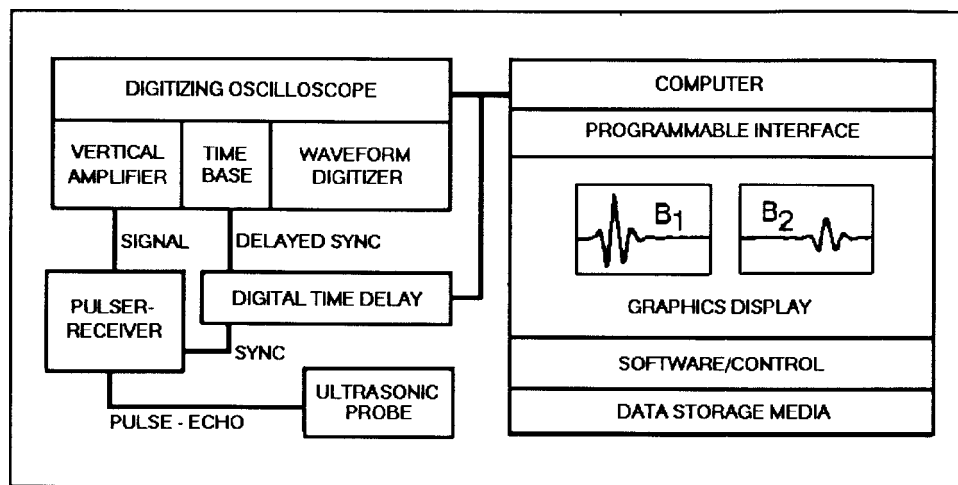 DIGITIZING OSCILLOSCOPE
VERTICAL
AMPLIFIER
TIME
BASE
WAVEFORM
DIGITIZER
SIGNAL
DELAYED SYNC
PULSER-
RECEIVER
DIGITAL TIME DELAY
SYNC
ULTRASONIC
PROBE
PULSE - ECHO
COMPUTER
PROGRAMMABLE INTERFACE
B1
B2
GRAPHICS DISPLAY
SOFTWARE/CONTROL
DATA STORAGE MEDIA